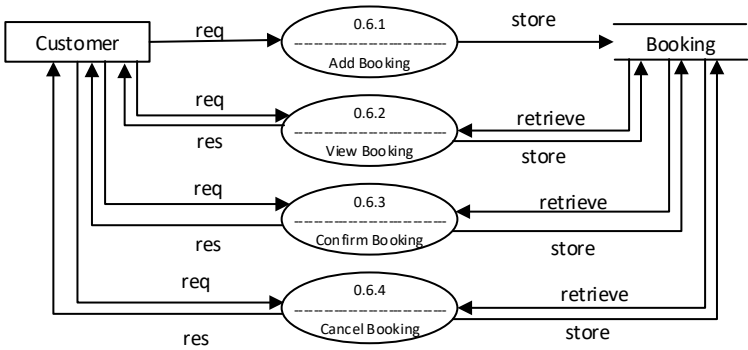 req
0.6.1
store
Customer
Add Booking
Booking
req
0.6.2
retrieve
res
View Booking
store
req
0.6.3
retrieve
res
Confirm Booking
store
req
0.6.4
retrieve
res
Cancel Booking
store